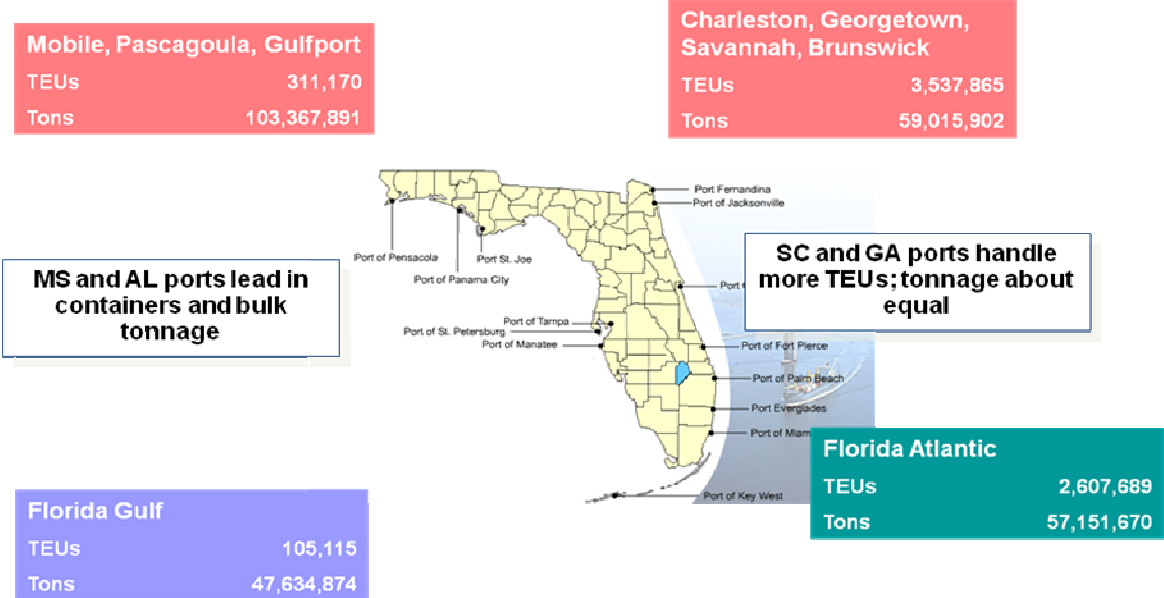 Mobile, Pascagoula, Gulfport
TEUs 311,170
Tons 103,367,891
Charleston, Georgetown,
Savannah, Brunswick
TEUs 3,537,865
Tons 59,015,902
Port Fernandina
Port of Jacksonville
Port of Pensacola
Port St. Joe
Port of Panama City
MS and AL ports lead in
containers and bulk
tonnage
SC and GA ports handle
more TEUs; tonnage about
equal
Port
Port of Tampa
Port of St. Petersburg
Port of Manatee
Port of Fort Pierce
Port of Palm Beach
Port Everglades
Port of Miam
Port of Key West
Florida Atlantic
TEUs 2,607,689
Tons 57,151,670
Florida Gulf
TEUs 105,115
Tons 47,634,874